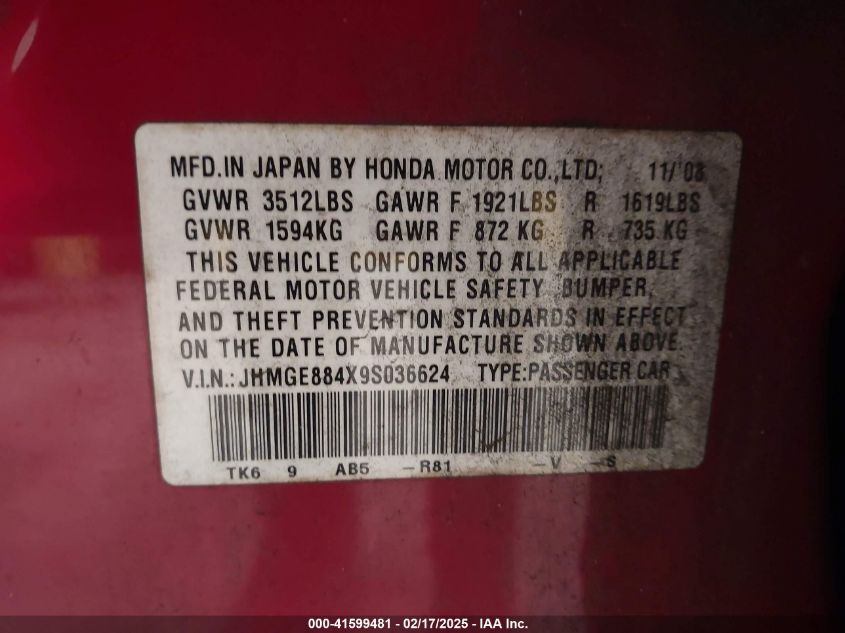 MFD.IN JAPAN BY HONDA MOTOR CO.,LTD; 11/'08
GVWR 3512LBS GAWR F 1921LBS R 1619LBS
GVWR 1594KG GAWR F 872 KG R 735 KG
THIS VEHICLE CONFORMS TO ALL APPLICABLE
FEDERAL MOTOR VEHICLE SAFETY, BUMPER,
AND THEFT PREVENTION STANDARDS IN EFFECT
ON THE DATE OF MANUFACTURE SHOWN ABOVE.
V.I.N.: JHMGE884X9S036624 TYPE:PASSENGER CAR
TK6 9 AB5 -R81 -V -S
000-41599481 - 02/17/2025 - IAA Inc.